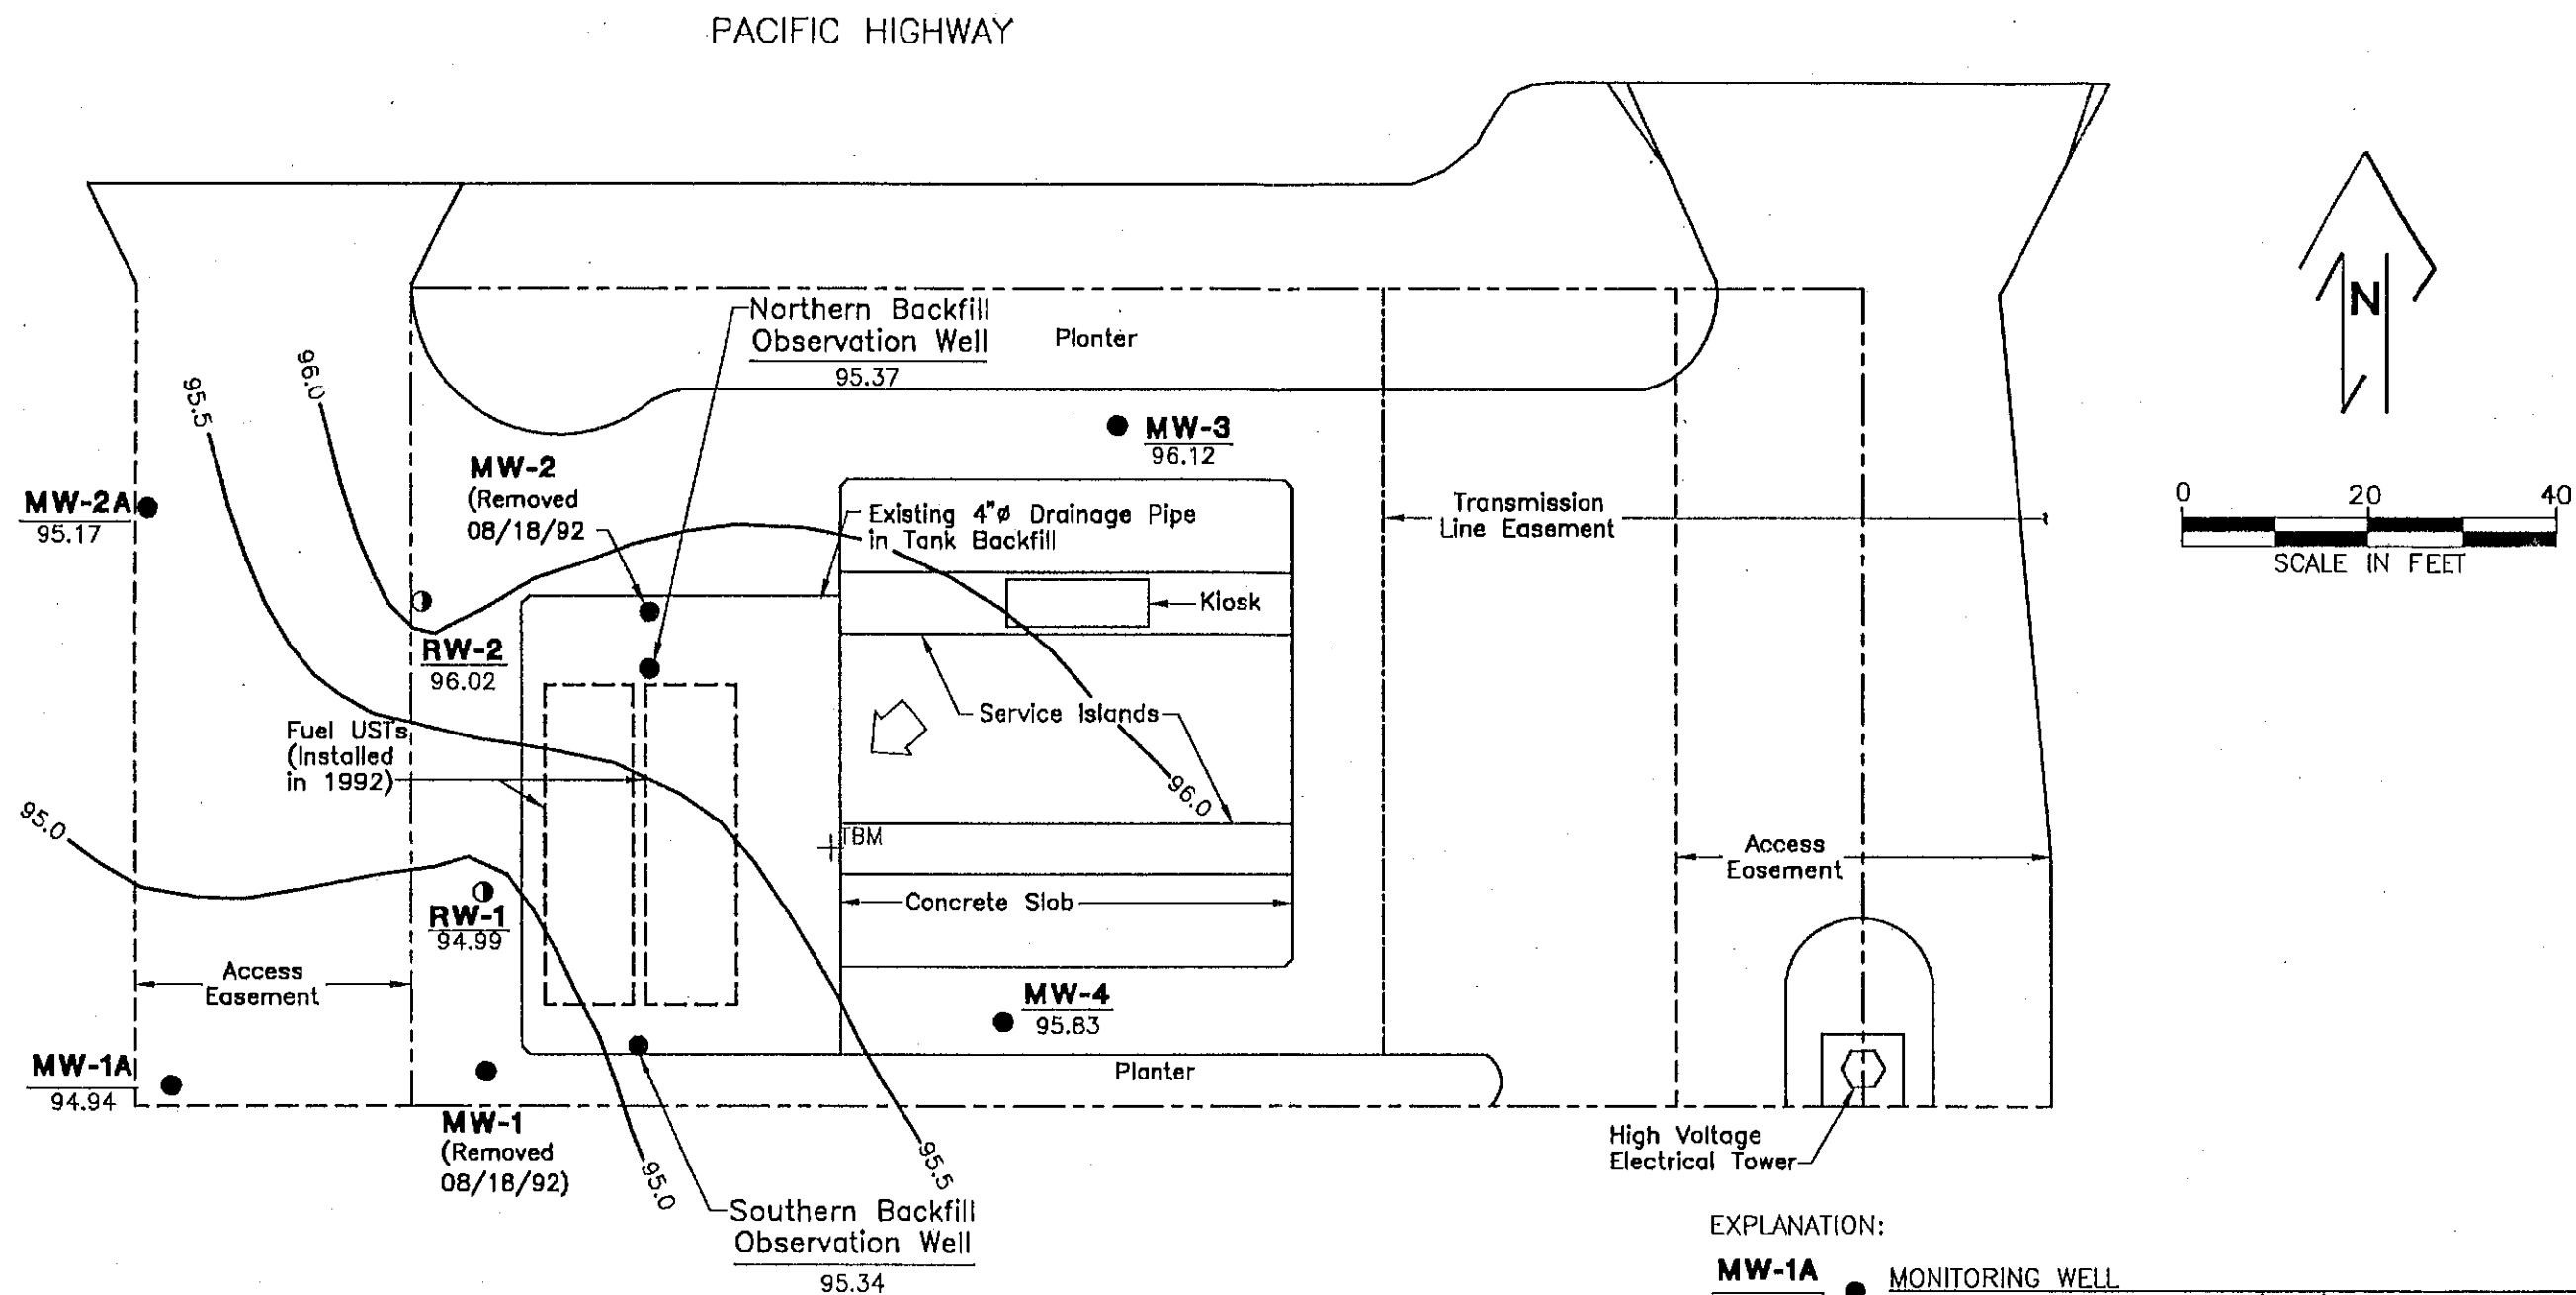 PACIFIC HIGHWAY
N
0 20 40
SCALE IN FEET
Northern Backfill
Observation Well
95.37
Planter
96.0
95.5
MW-3
96.12
MW-2
(Removed
08/18/92
MW-2A
95.17
Existing 4"ø Drainage Pipe
in Tank Backfill
Transmission
Line Easement
Kiosk
RW-2
96.02
Service Islands
Fuel USTs
(Installed
in 1992)
96.0
95.0
TBM
Access
Easement
RW-1
94.99
Concrete Slab
Access
Easement
MW-4
95.83
MW-1A
94.94
Planter
MW-1
(Removed
08/18/92)
95.0
95.5
High Voltage
Electrical Tower
Southern Backfill
Observation Well
95.34
EXPLANATION:
MW-1A
MONITORING WELL